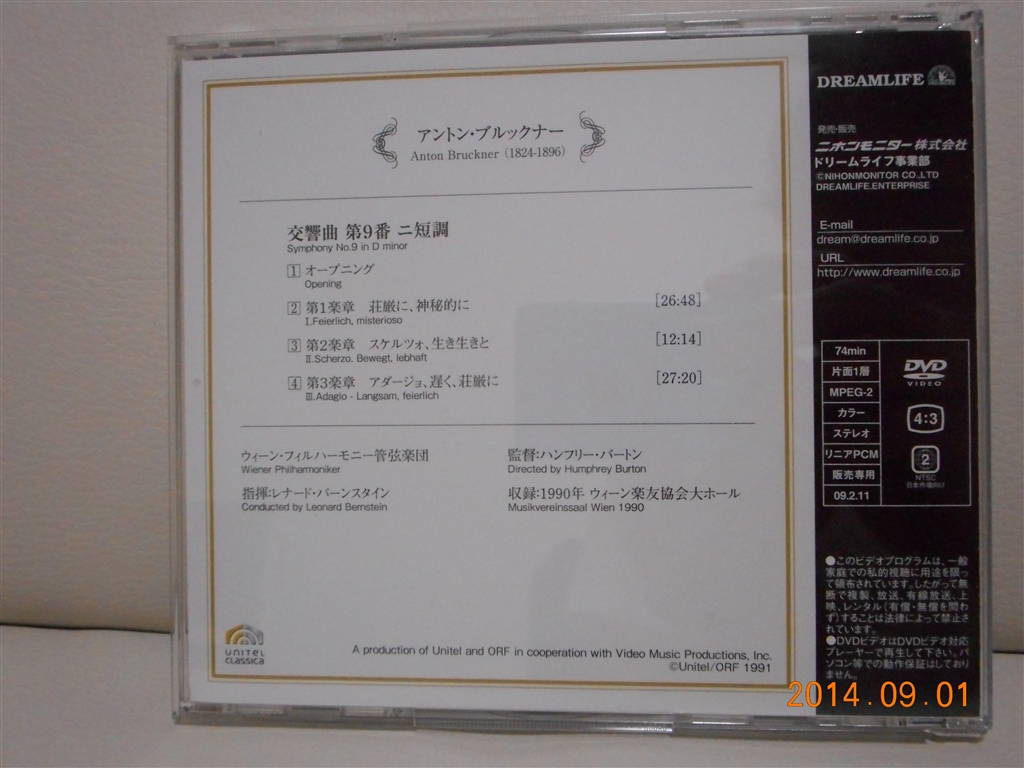 アントン・ブルックナー
Anton Bruckner (1824-1896)
交響曲 第9番 ニ短調
Symphony No.9 in D minor
1 オープニング
Opening
2 第1楽章 荘厳に、神秘的に [26:48]
I.Feierlich, misterioso
3 第2楽章 スケルツォ、生き生きと [12:14]
II.Scherzo. Bewegt, lebhaft
4 第3楽章 アダージョ、遅く、荘厳に [27:20]
III.Adagio - Langsam, feierlich
ウィーン・フィルハーモニー管弦楽団
Wiener Philharmoniker
指揮:レナード・バーンスタイン
Conducted by Leonard Bernstein
監督:ハンフリー・バートン
Directed by Humphrey Burton
収録:1990年 ウィーン楽友協会大ホール
Musikvereinssaal Wien 1990
UNITEL
CLASSICA
A production of Unitel and ORF in cooperation with Video Music Productions, Inc.
©Unitel/ORF 1991
DREAMLIFE
発売・販売
ニホンモニター株式会社
ドリームライフ事業部
©NIHONMONITOR CO.,LTD
DREAMLIFE.ENTERPRISE
E-mail
dream@dreamlife.co.jp
URL
http://www.dreamlife.co.jp
74min
片面1層
MPEG-2
カラー
ステレオ
リニアPCM
販売専用
09.2.11
DVD
VIDEO
4:3
2
NTSC
日本市場向け
●このビデオプログラムは、一般
家庭での私的視聴に用途を限っ
て頒布されています。したがって無
断で複製、放送、有線放送、上
映、レンタル(有償・無償を問わ
ず)することは法律によって禁止さ
れています。
●DVDビデオはDVDビデオ対応
プレーヤーで再生して下さい。パ
ソコン等での動作保証はしており
ません。
2014.09.01